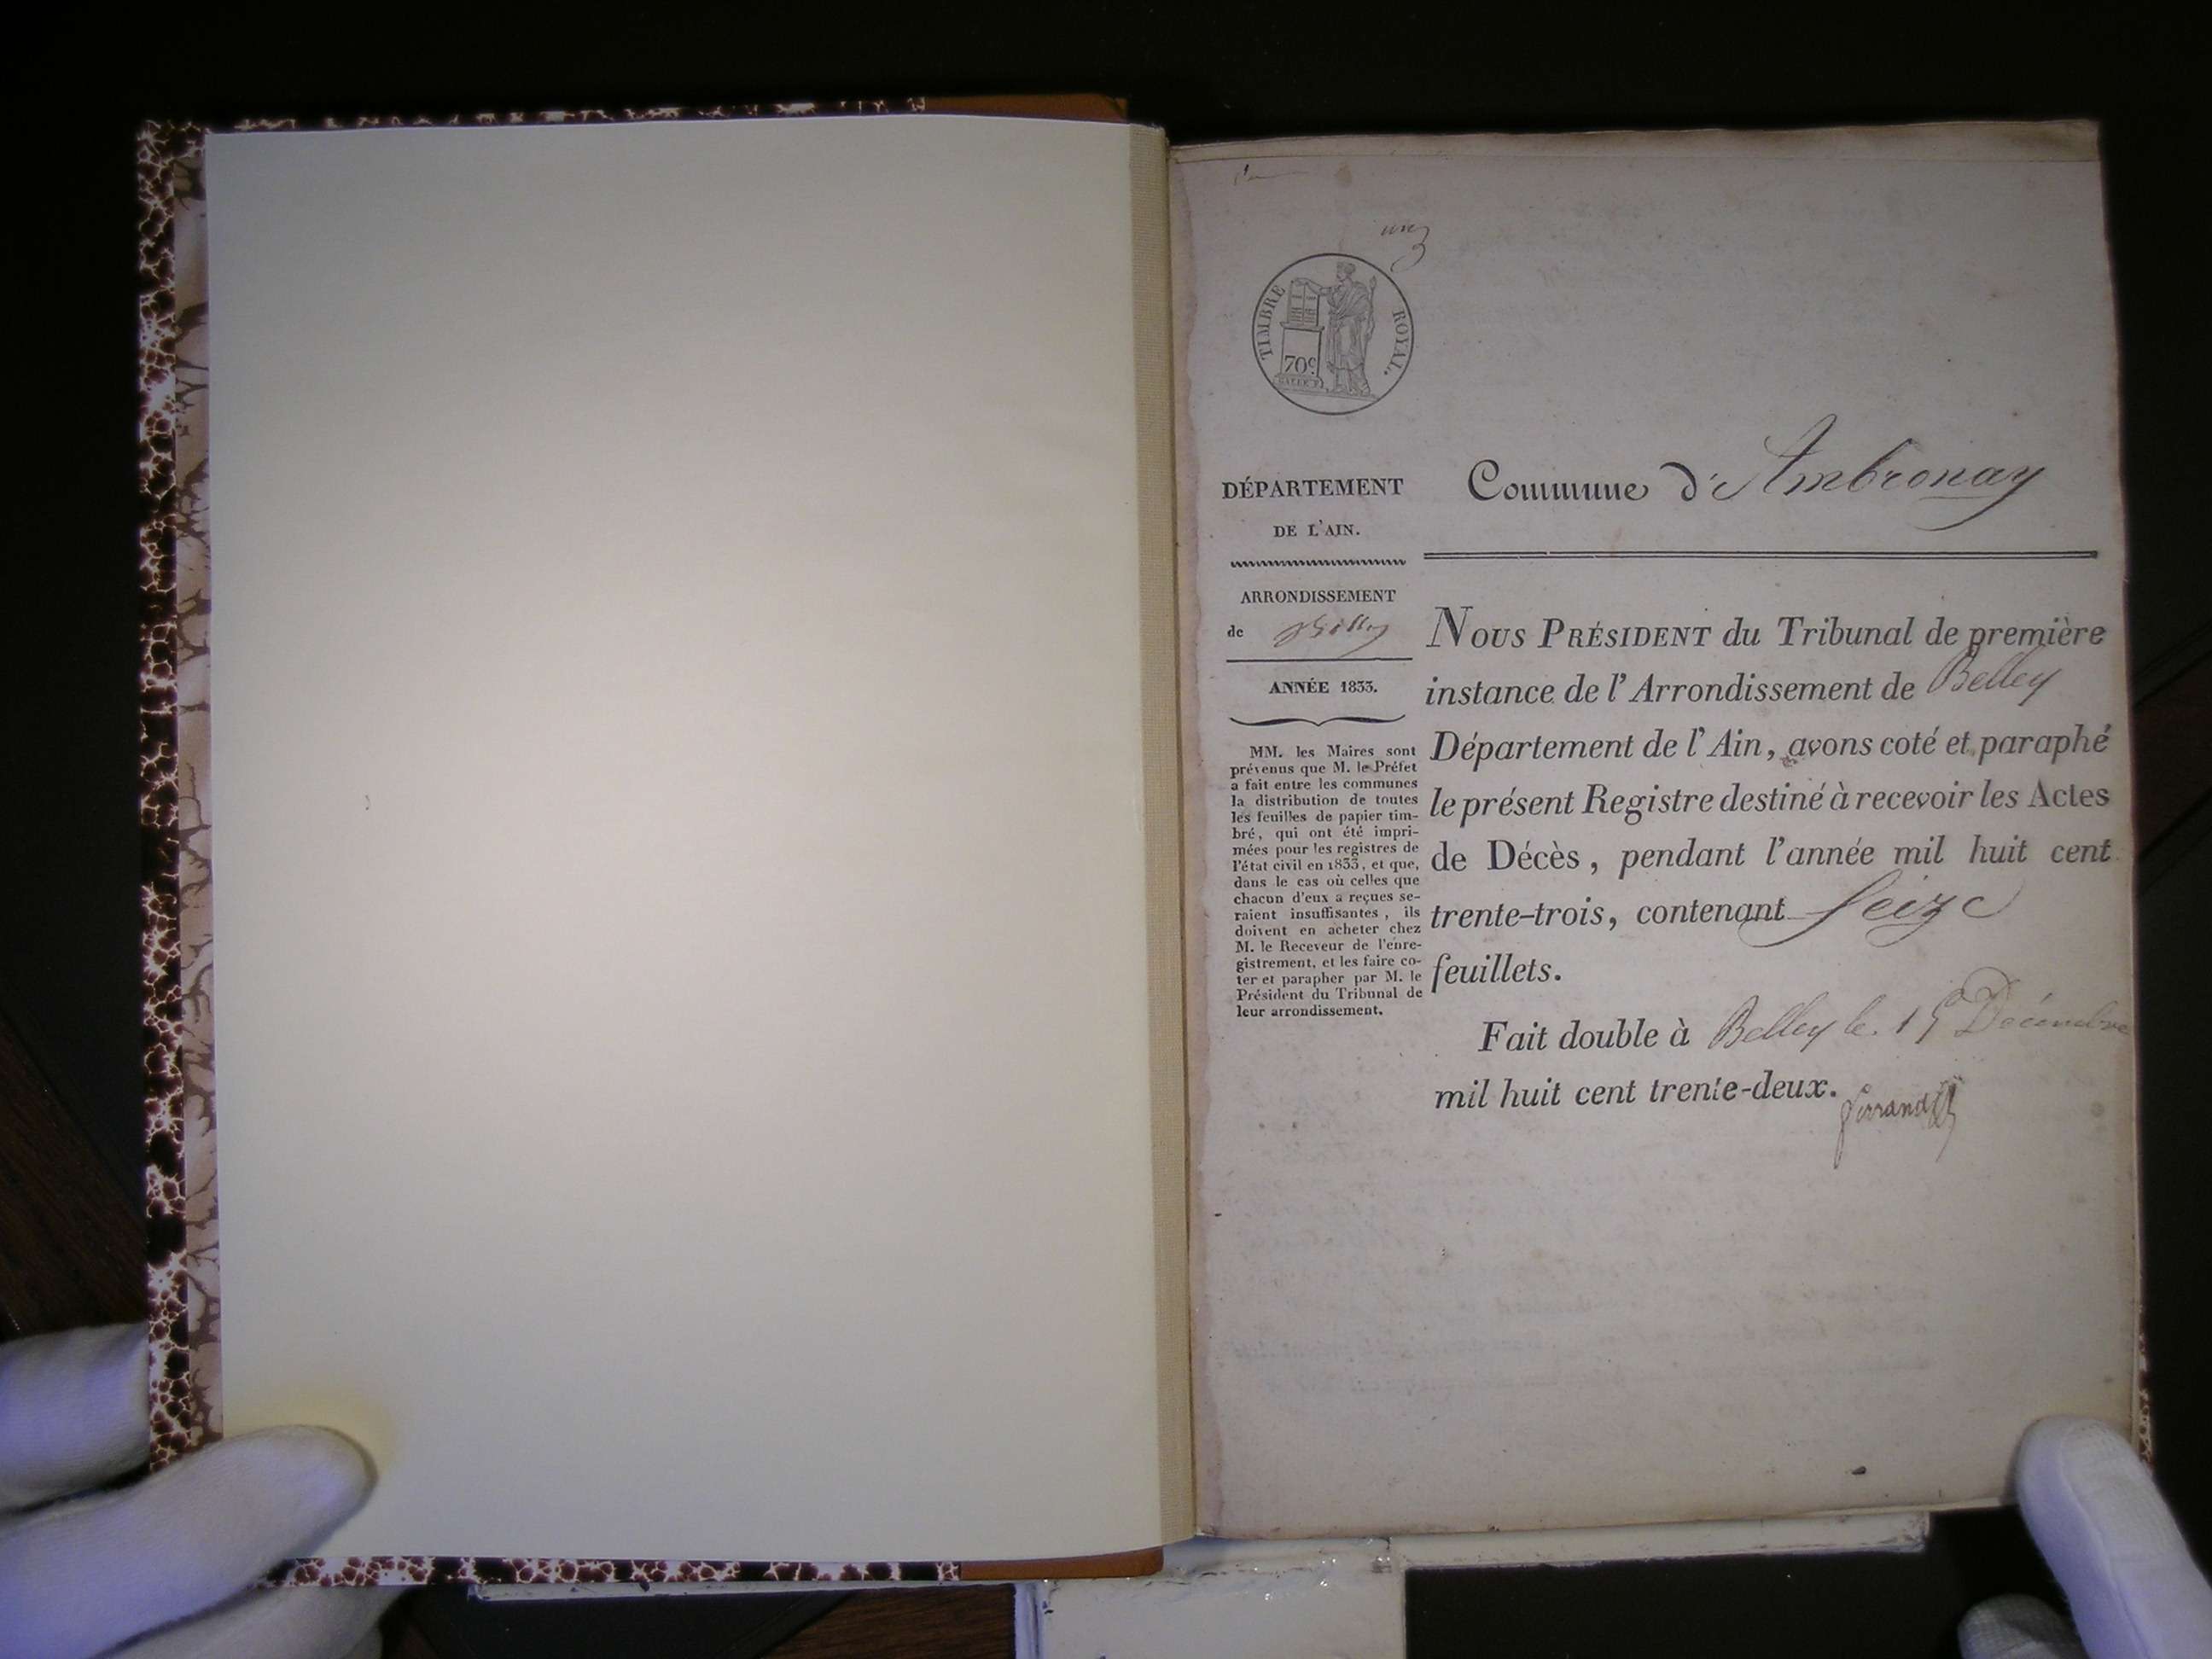 TIMBRE ROYAL.
70c
DÉPARTEMENT
DE L'AIN.
ARRONDISSEMENT
de Belley
ANNÉE 1833.
MM. les Maires sont
prévenus que M. le Préfet
a fait entre les communes
la distribution de toutes
les feuilles de papier tim-
bré, qui ont été impri-
mées pour les registres de
l'état civil en 1833, et que,
dans le cas où celles que
chacun d'eux a reçues se-
raient insuffisantes, ils
doivent en acheter chez
M. le Receveur de l'enre-
gistrement, et les faire co-
ter et parapher par M. le
Président du Tribunal de
leur arrondissement.
Commune d'Ambronay
NOUS PRÉSIDENT du Tribunal de première
instance de l'Arrondissement de Belley
Département de l'Ain, avons coté et paraphé
le présent Registre destiné à recevoir les Actes
de Décès, pendant l'année mil huit cent
trente-trois, contenant Seize
feuillets.
Fait double à Belley le 15 Décembre
mil huit cent trente-deux.